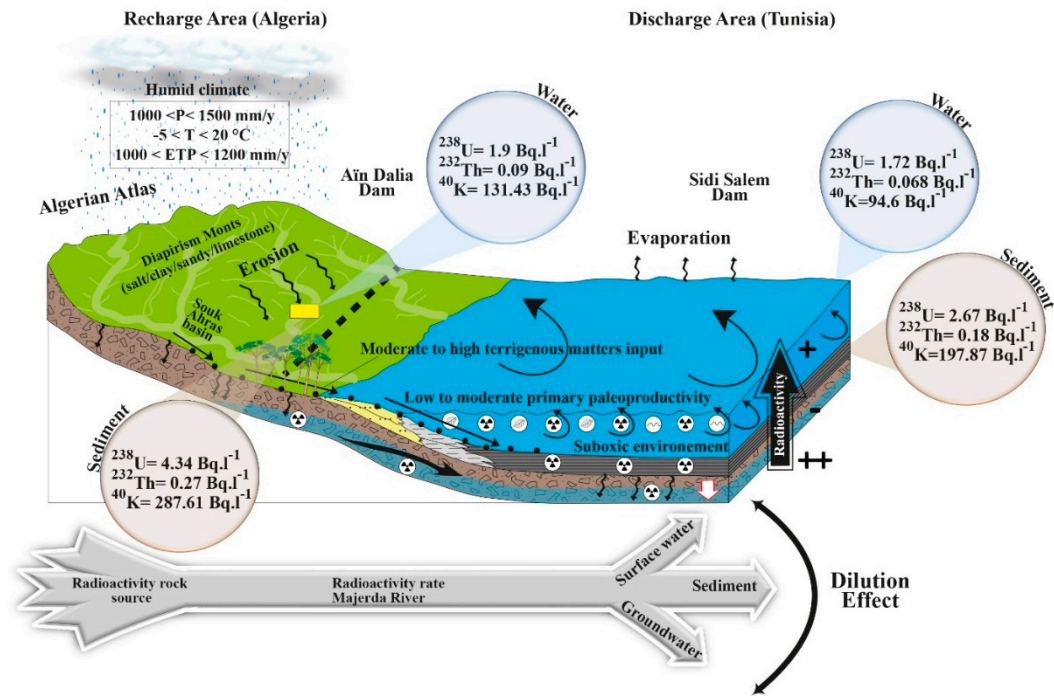 Recharge Area (Algeria)
Discharge Area (Tunisia)
Humid climate
1000 <P< 1500 mm/y
-5 < T < 20 °C
1000 < ETP < 1200 mm/y
Algerian Atlas
Aïn Dalia
Dam
Water
²³⁸U = 1.9 Bq.l⁻¹
²³²Th= 0.09 Bq.l⁻¹
⁴⁰K= 131.43 Bq.l⁻¹
Sidi Salem
Dam
Water
²³⁸U= 1.72 Bq.l⁻¹
²³²Th= 0.068 Bq.l⁻¹
⁴⁰K=94.6 Bq.l⁻¹
Diapirism Monts
(salt/clay/sandy/limestone)
Erosion
Evaporation
Sediment
²³⁸U= 2.67 Bq.l⁻¹
²³²Th= 0.18 Bq.l⁻¹
⁴⁰K=197.87 Bq.l⁻¹
Souk
Ahras
basin
Moderate to high terrigenous matters input
Low to moderate primary paleoproductivity
Suboxic environement
+
-
++
Radioactivity
Sediment
²³⁸U= 4.34 Bq.l⁻¹
²³²Th= 0.27 Bq.l⁻¹
⁴⁰K= 287.61 Bq.l⁻¹
Radioactivity rock
source
Radioactivity rate
Majerda River
Surface water
Sediment
Groundwater
Dilution
Effect